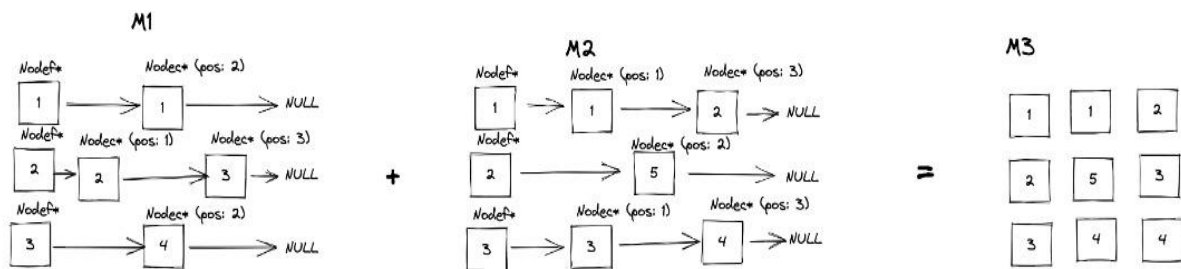 M1
Nodef* Nodec* (pos: 2)
1 1 NULL
Nodef* Nodec* (pos: 1) Nodec* (pos: 3)
2 2 3 NULL
Nodef* Nodec* (pos: 2)
3 4 NULL
+
M2
Nodef* Nodec* (pos: 1) Nodec* (pos: 3)
1 1 2 NULL
Nodef* Nodec* (pos: 2)
2 5 NULL
Nodef* Nodec* (pos: 1) Nodec* (pos: 3)
3 3 4 NULL
=
M3
1 1 2
2 5 3
3 4 4